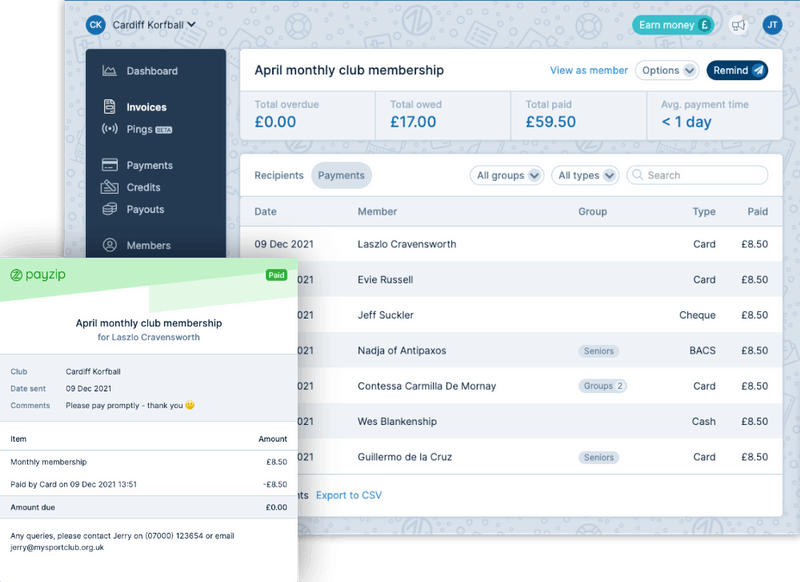 CK Cardiff Korfball
Earn money £
JT
Dashboard
Invoices
Pings BETA
Payments
Credits
Payouts
Members
April monthly club membership
View as member
Options
Remind
Total overdue
£0.00
Total owed
£17.00
Total paid
£59.50
Avg. payment time
< 1 day
Recipients
Payments
All groups
All types
Search
Date Member Group Type Paid
09 Dec 2021 Laszlo Cravensworth Card £8.50
021 Evie Russell Card £8.50
021 Jeff Suckler Cheque £8.50
021 Nadja of Antipaxos Seniors BACS £8.50
021 Contessa Carmilla De Mornay Groups 2 Card £8.50
021 Wes Blankenship Cash £8.50
021 Guillermo de la Cruz Seniors Card £8.50
nts Export to CSV
payzip
Paid
April monthly club membership
for Laslo Cravensworth
Club Cardiff Korfball
Date sent 09 Dec 2021
Comments Please pay promptly - thank you 🙂
Item Amount
Monthly membership £8.50
Paid by Card on 09 Dec 2021 13:51 -£8.50
Amount due £0.00
Any queries, please contact Jerry on (07000) 123654 or email
jerry@mysportclub.org.uk